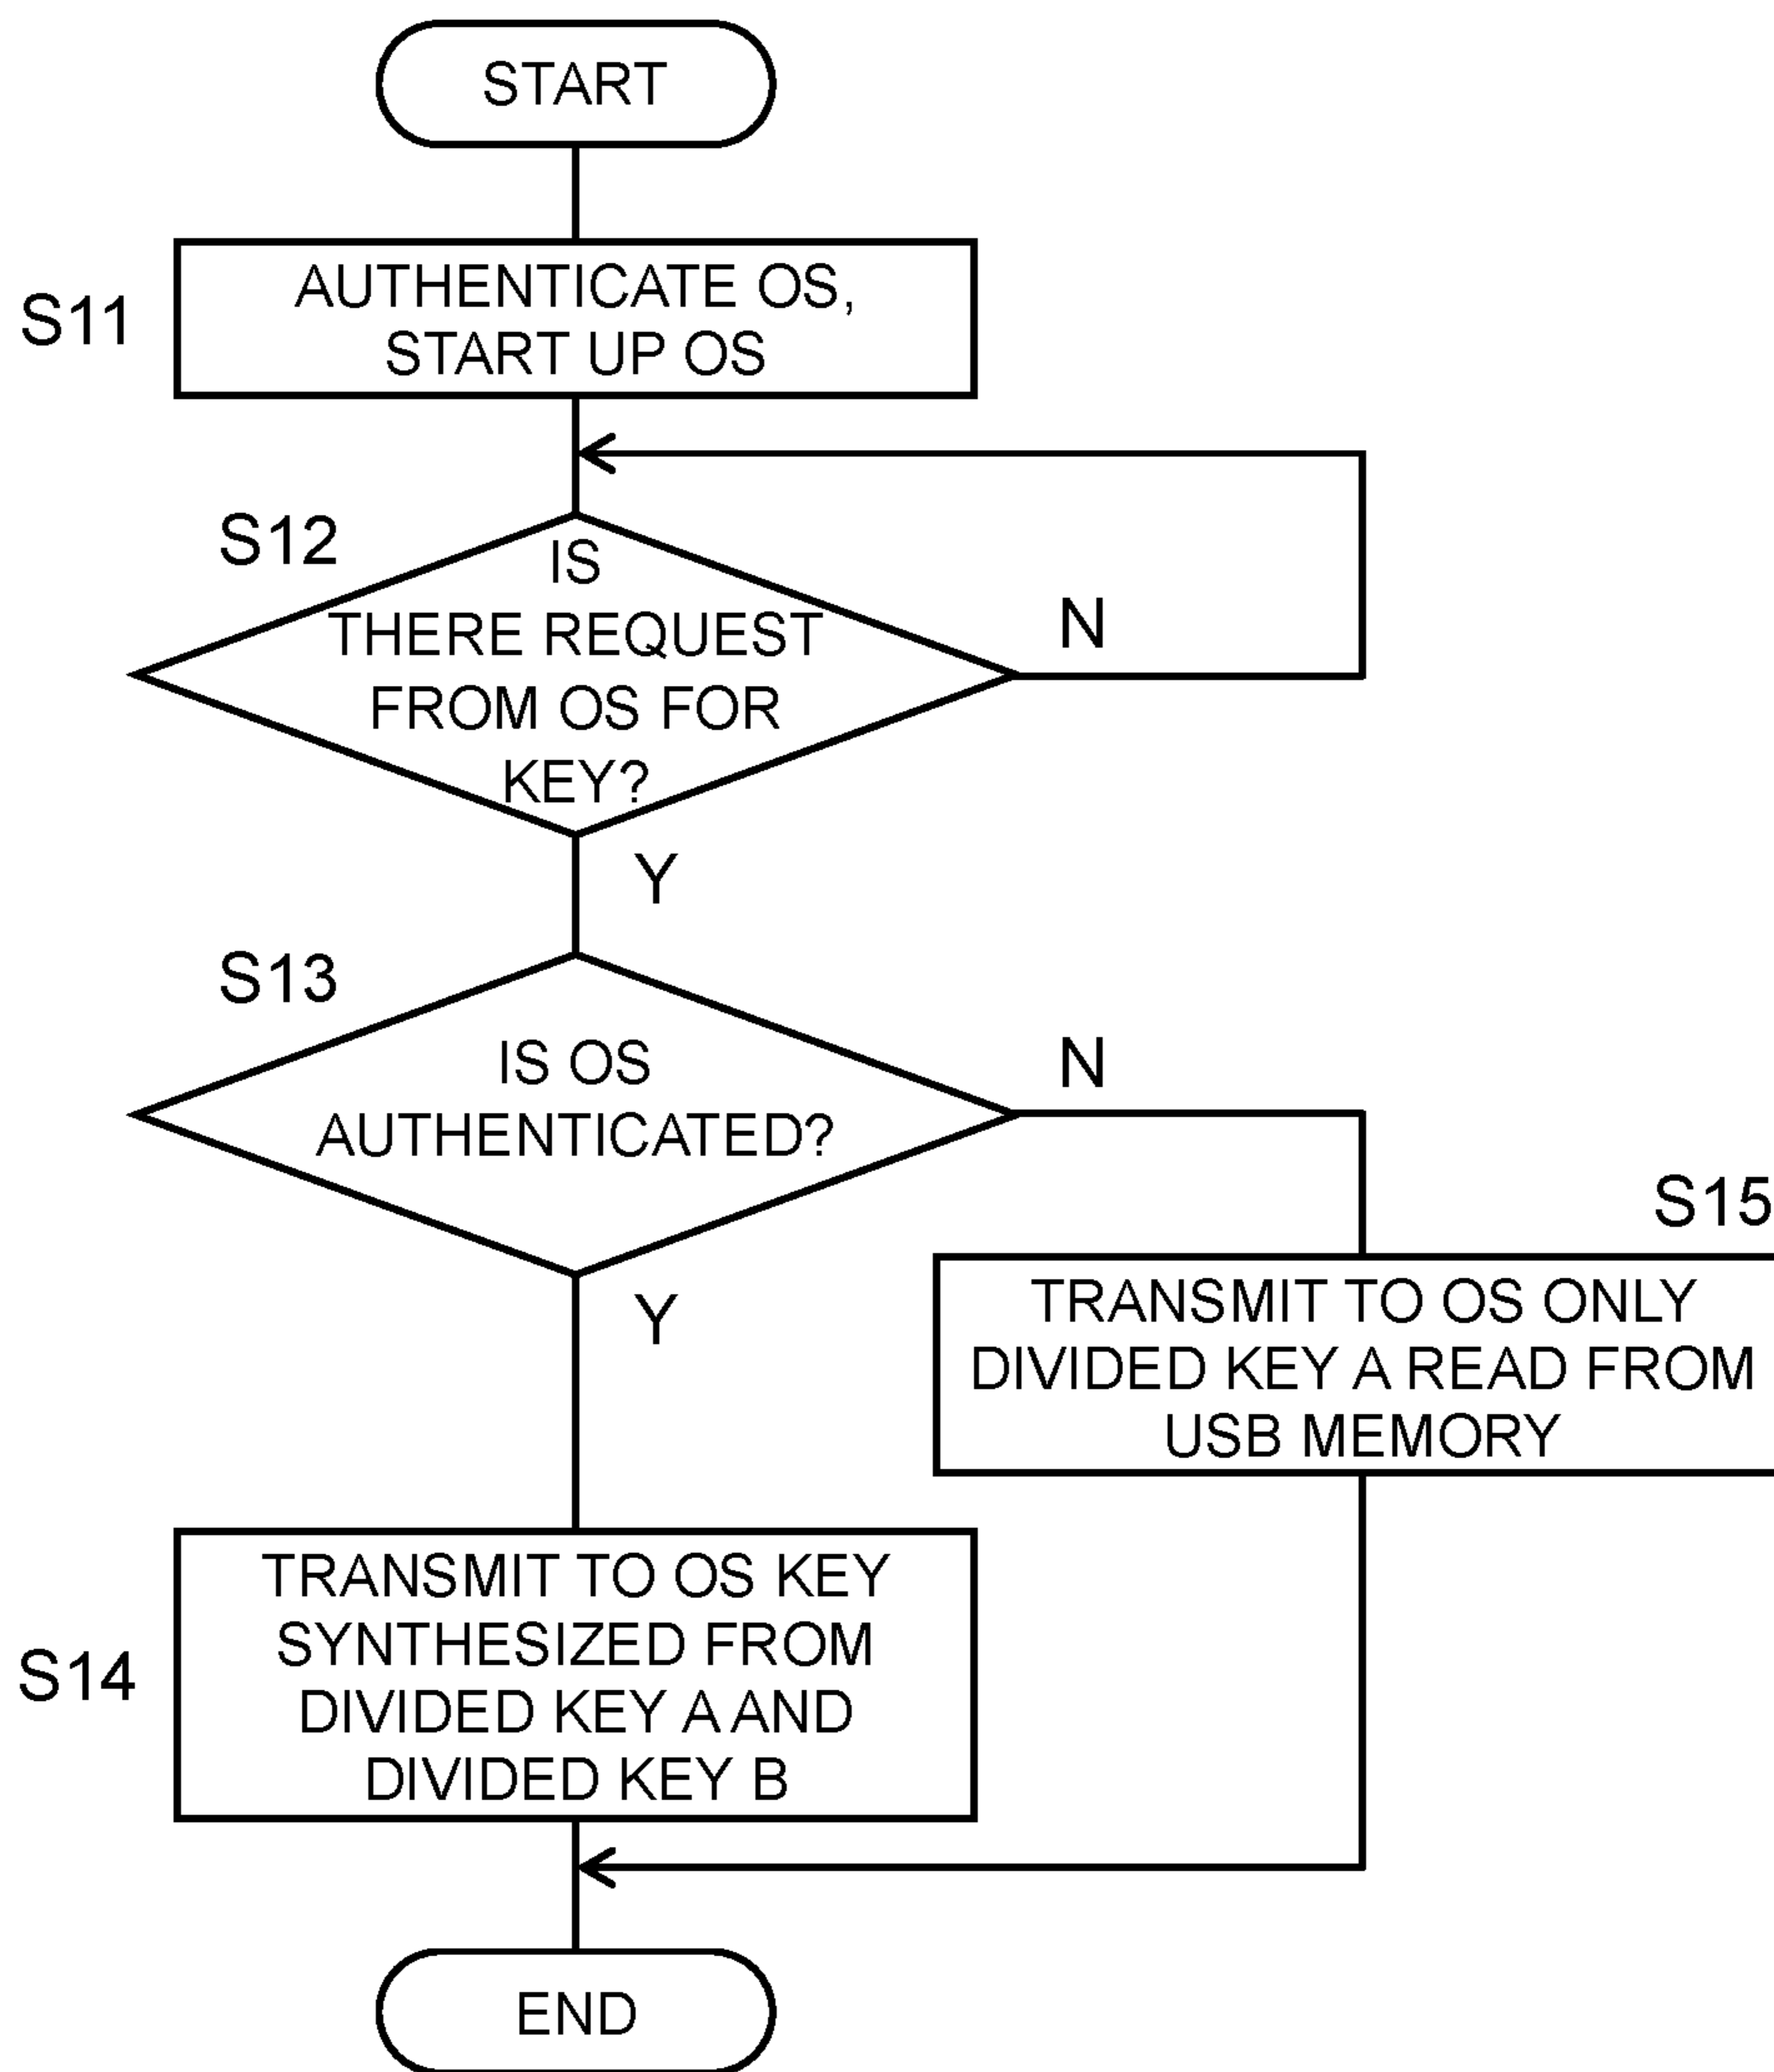 START
S11
AUTHENTICATE OS,
START UP OS
S12
IS
THERE REQUEST
FROM OS FOR
KEY?
N
Y
S13
IS OS
AUTHENTICATED?
N
Y
S15
TRANSMIT TO OS ONLY
DIVIDED KEY A READ FROM
USB MEMORY
S14
TRANSMIT TO OS KEY
SYNTHESIZED FROM
DIVIDED KEY A AND
DIVIDED KEY B
END